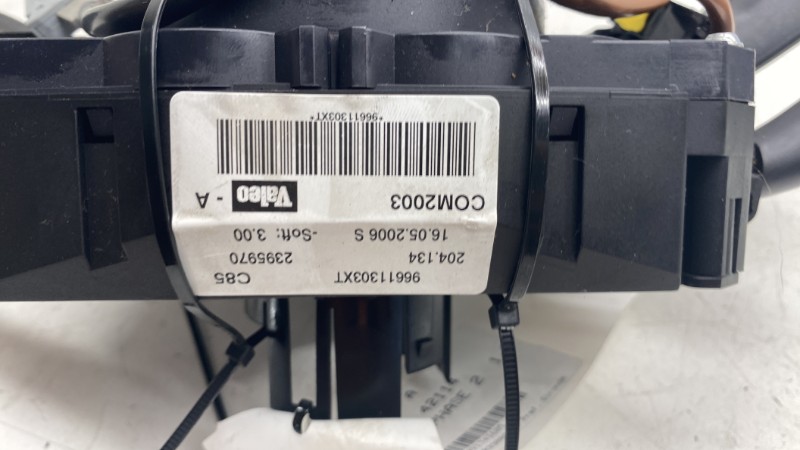 96611303XT C85
204.134 2395970
16.05.2006 S -Soft: 3.00
COM2003 Valeo - A
*96611303XT*